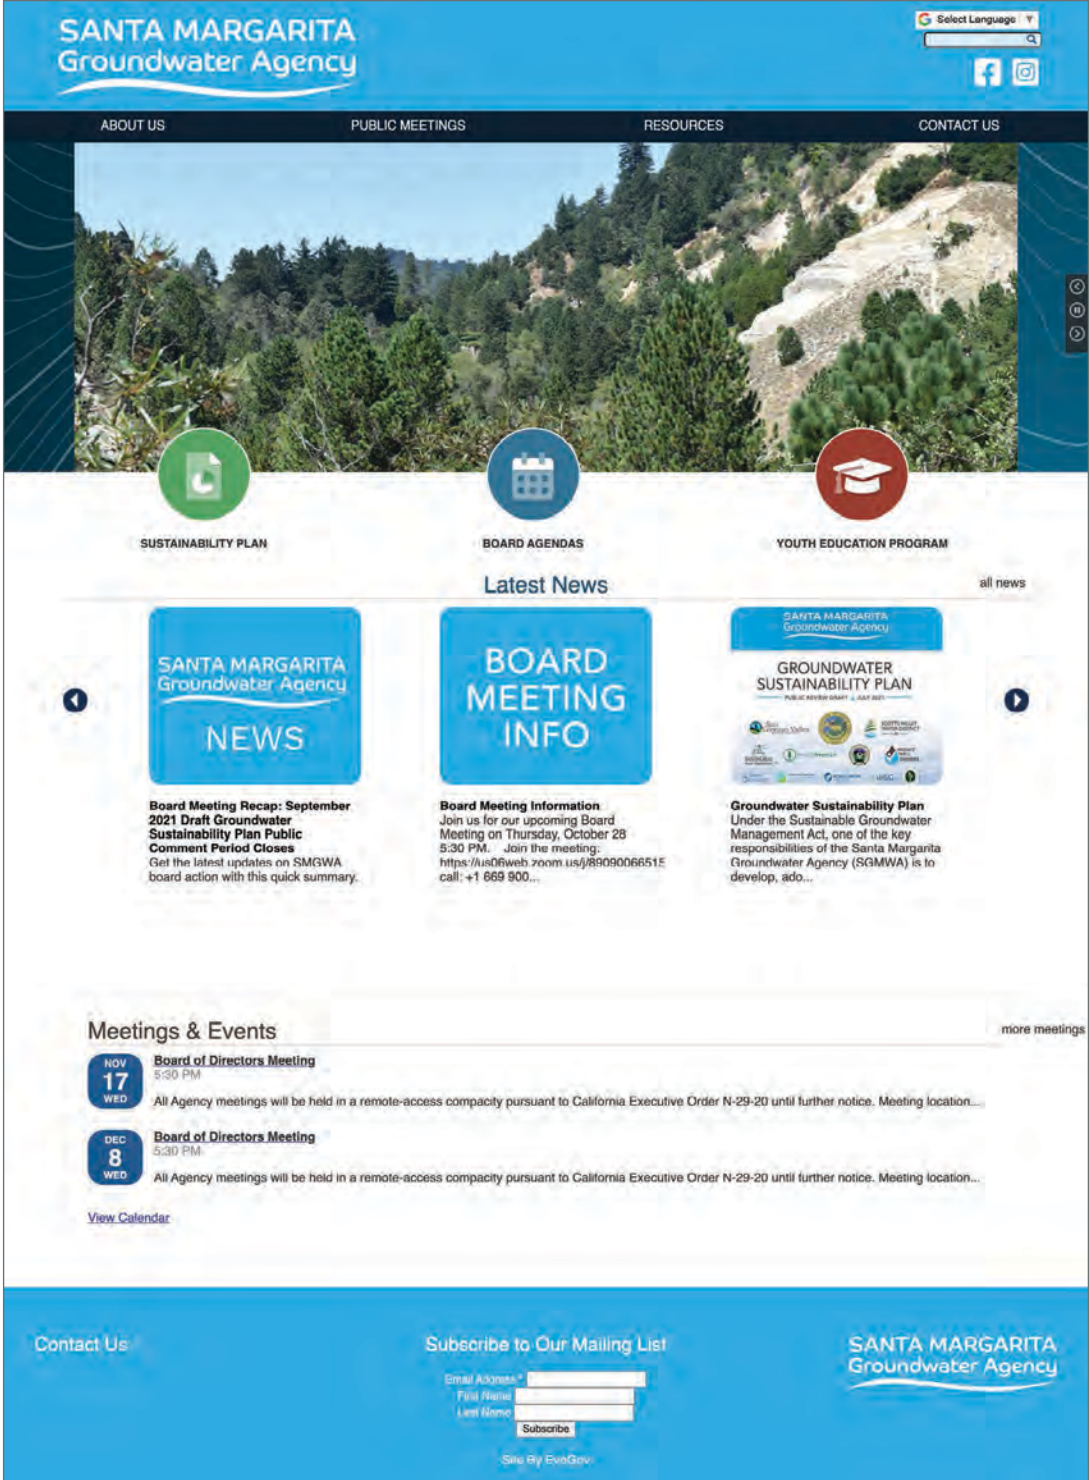 SANTA MARGARITA
Groundwater Agency
Select Language
ABOUT US
PUBLIC MEETINGS
RESOURCES
CONTACT US
SUSTAINABILITY PLAN
BOARD AGENDAS
YOUTH EDUCATION PROGRAM
Latest News
all news
SANTA MARGARITA
Groundwater Agency
NEWS
Board Meeting Recap: September
2021 Draft Groundwater
Sustainability Plan Public
Comment Period Closes
Get the latest updates on SMGWA
board action with this quick summary.
BOARD
MEETING
INFO
Board Meeting Information
Join us for our upcoming Board
Meeting on Thursday, October 28
5:30 PM. Join the meeting:
https://us06web.zoom.us/j/89090066515
call: +1 669 900...
SANTA MARGARITA
Groundwater Agency
GROUNDWATER
SUSTAINABILITY PLAN
PUBLIC REVIEW DRAFT JULY 2021
Groundwater Sustainability Plan
Under the Sustainable Groundwater
Management Act, one of the key
responsibilities of the Santa Margarita
Groundwater Agency (SGMWA) is to
develop, ado...
Meetings & Events
more meetings
NOV
17
WED
Board of Directors Meeting
5:30 PM
All Agency meetings will be held in a remote-access compacity pursuant to California Executive Order N-29-20 until further notice. Meeting location...
DEC
8
WED
Board of Directors Meeting
5:30 PM
All Agency meetings will be held in a remote-access compacity pursuant to California Executive Order N-29-20 until further notice. Meeting location...
View Calendar
Contact Us
Subscribe to Our Mailing List
Email Address *
First Name
Last Name
Subscribe
Site By EvoGov
SANTA MARGARITA
Groundwater Agency